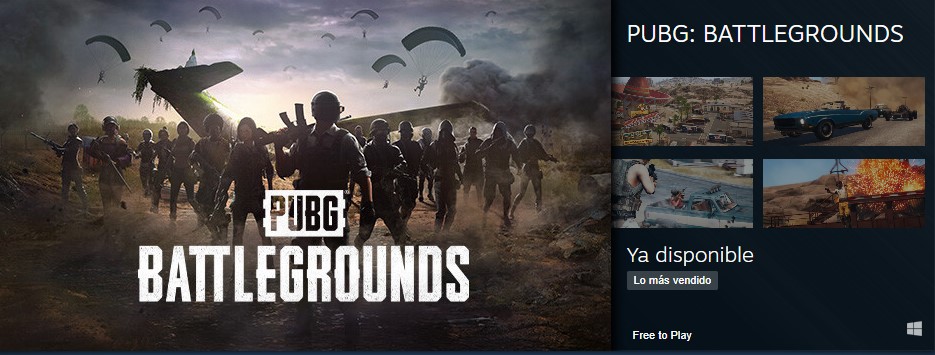 PUBG
BATTLEGROUNDS
PUBG: BATTLEGROUNDS
Ya disponible
Lo más vendido
Free to Play